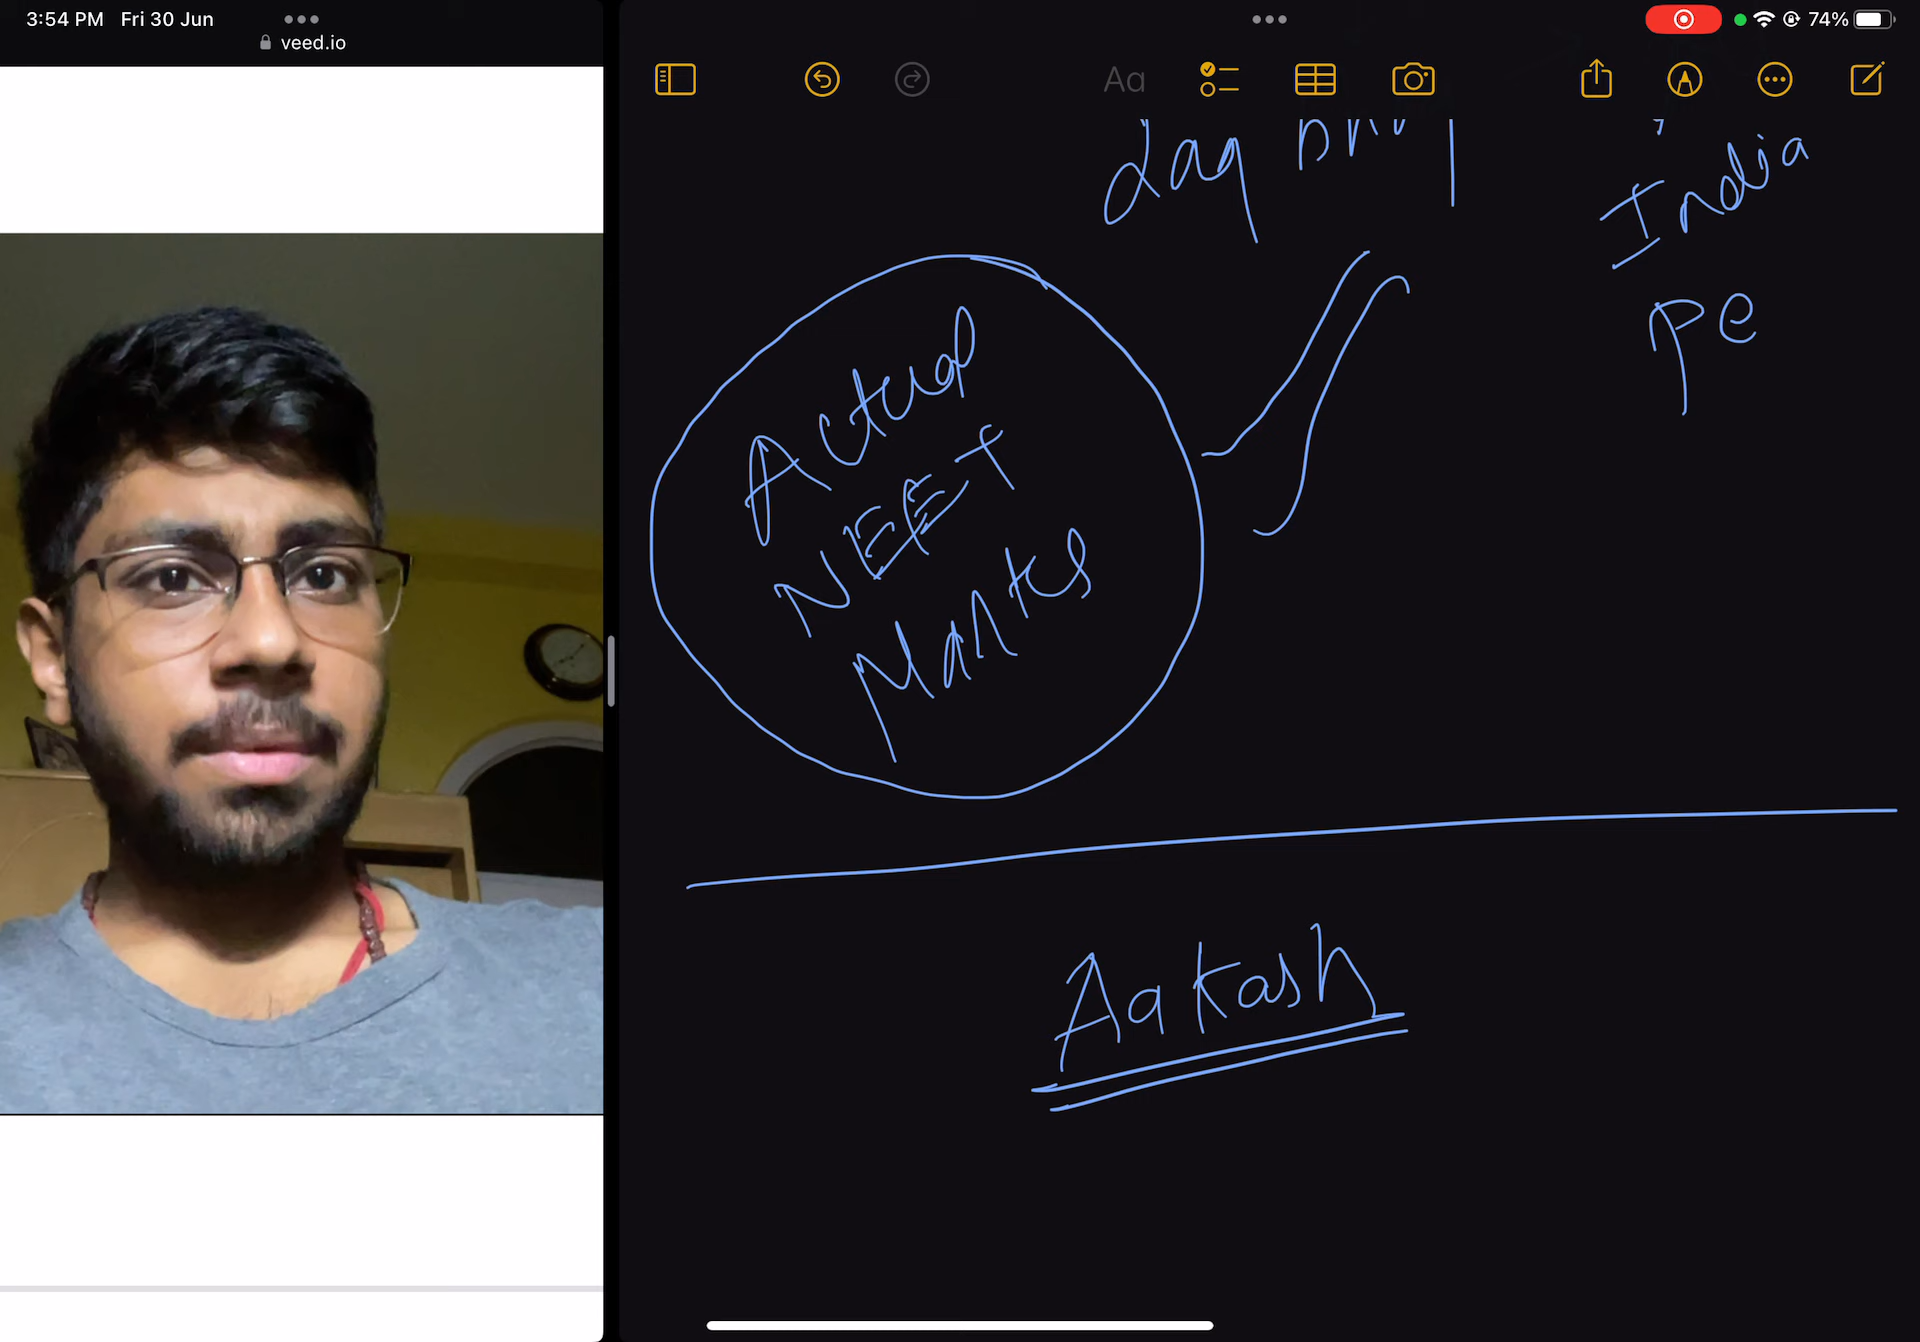 3:54 PM Fri 30 Jun
veed.io
74%
Aa
India
pe
Actual
NEET
Marks
Aakash